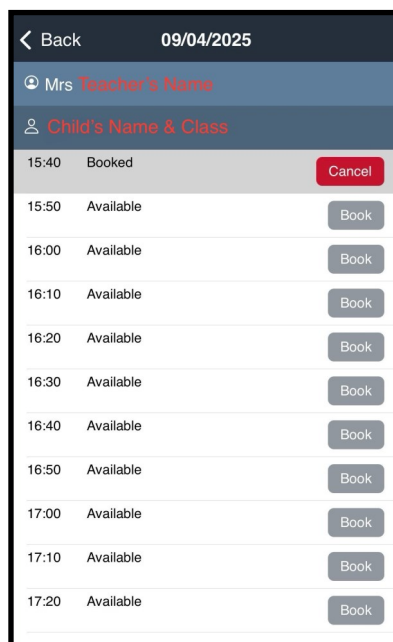 Back 09/04/2025
Mrs Teacher's Name
Child's Name & Class
15:40 Booked Cancel
15:50 Available Book
16:00 Available Book
16:10 Available Book
16:20 Available Book
16:30 Available Book
16:40 Available Book
16:50 Available Book
17:00 Available Book
17:10 Available Book
17:20 Available Book